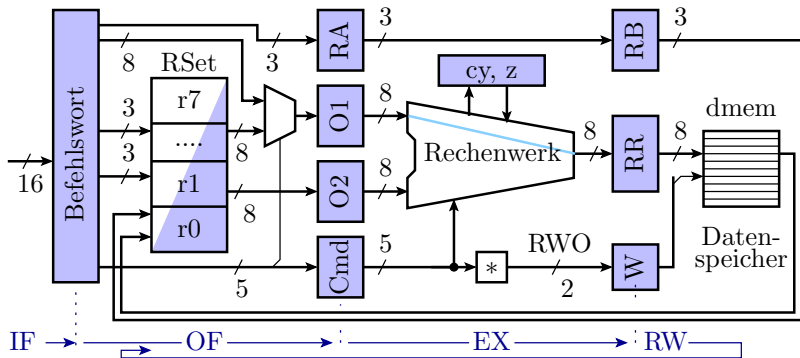 Befehlswort
8
3
RA
3
RB
3
RSet
cy, z
r7
3
O1
8
dmem
....
8
Rechenwerk
8
RR
8
3
16
r1
O2
8
8
r0
Daten-
speicher
Cmd
5
5
*
RWO
2
W
IF
OF
EX
RW